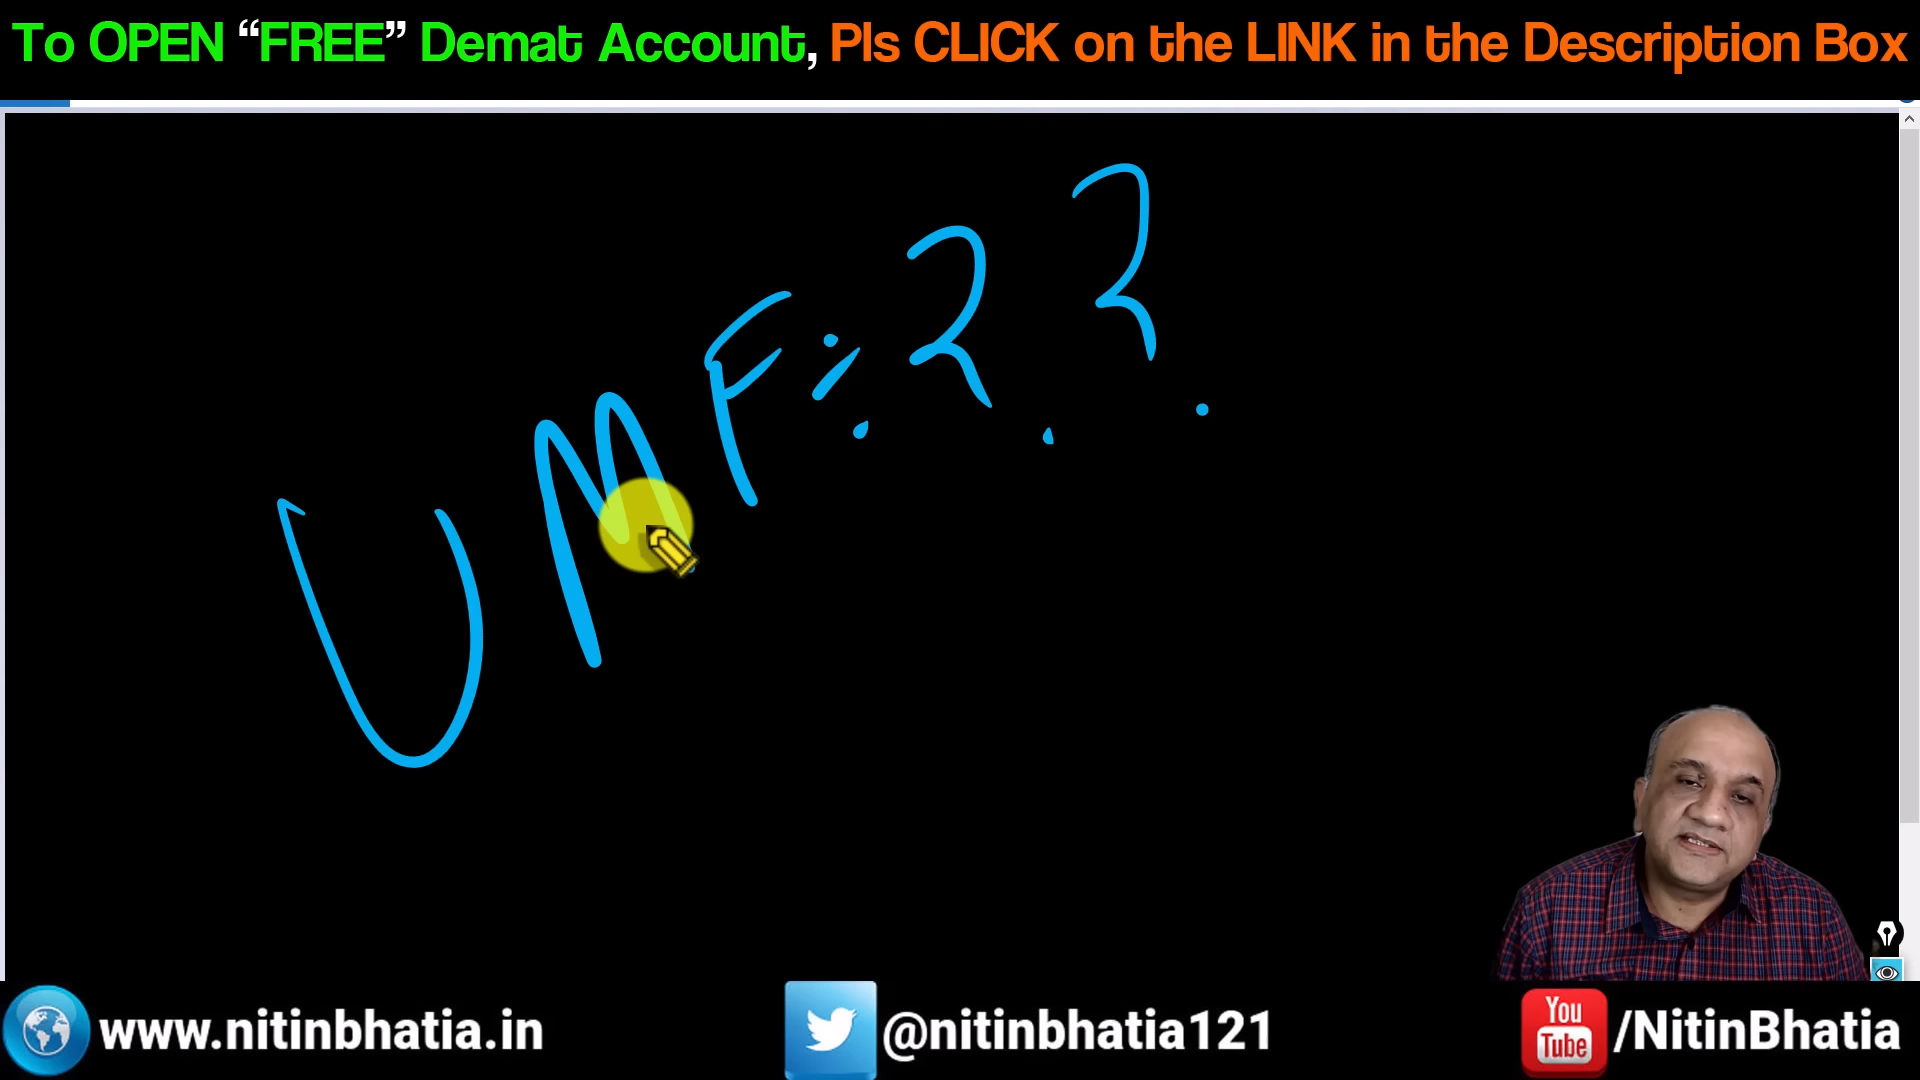 To OPEN “FREE” Demat Account, Pls CLICK on the LINK in the Description Box
UMF:??
www.nitinbhatia.in
@nitinbhatia121
You Tube /NitinBhatia